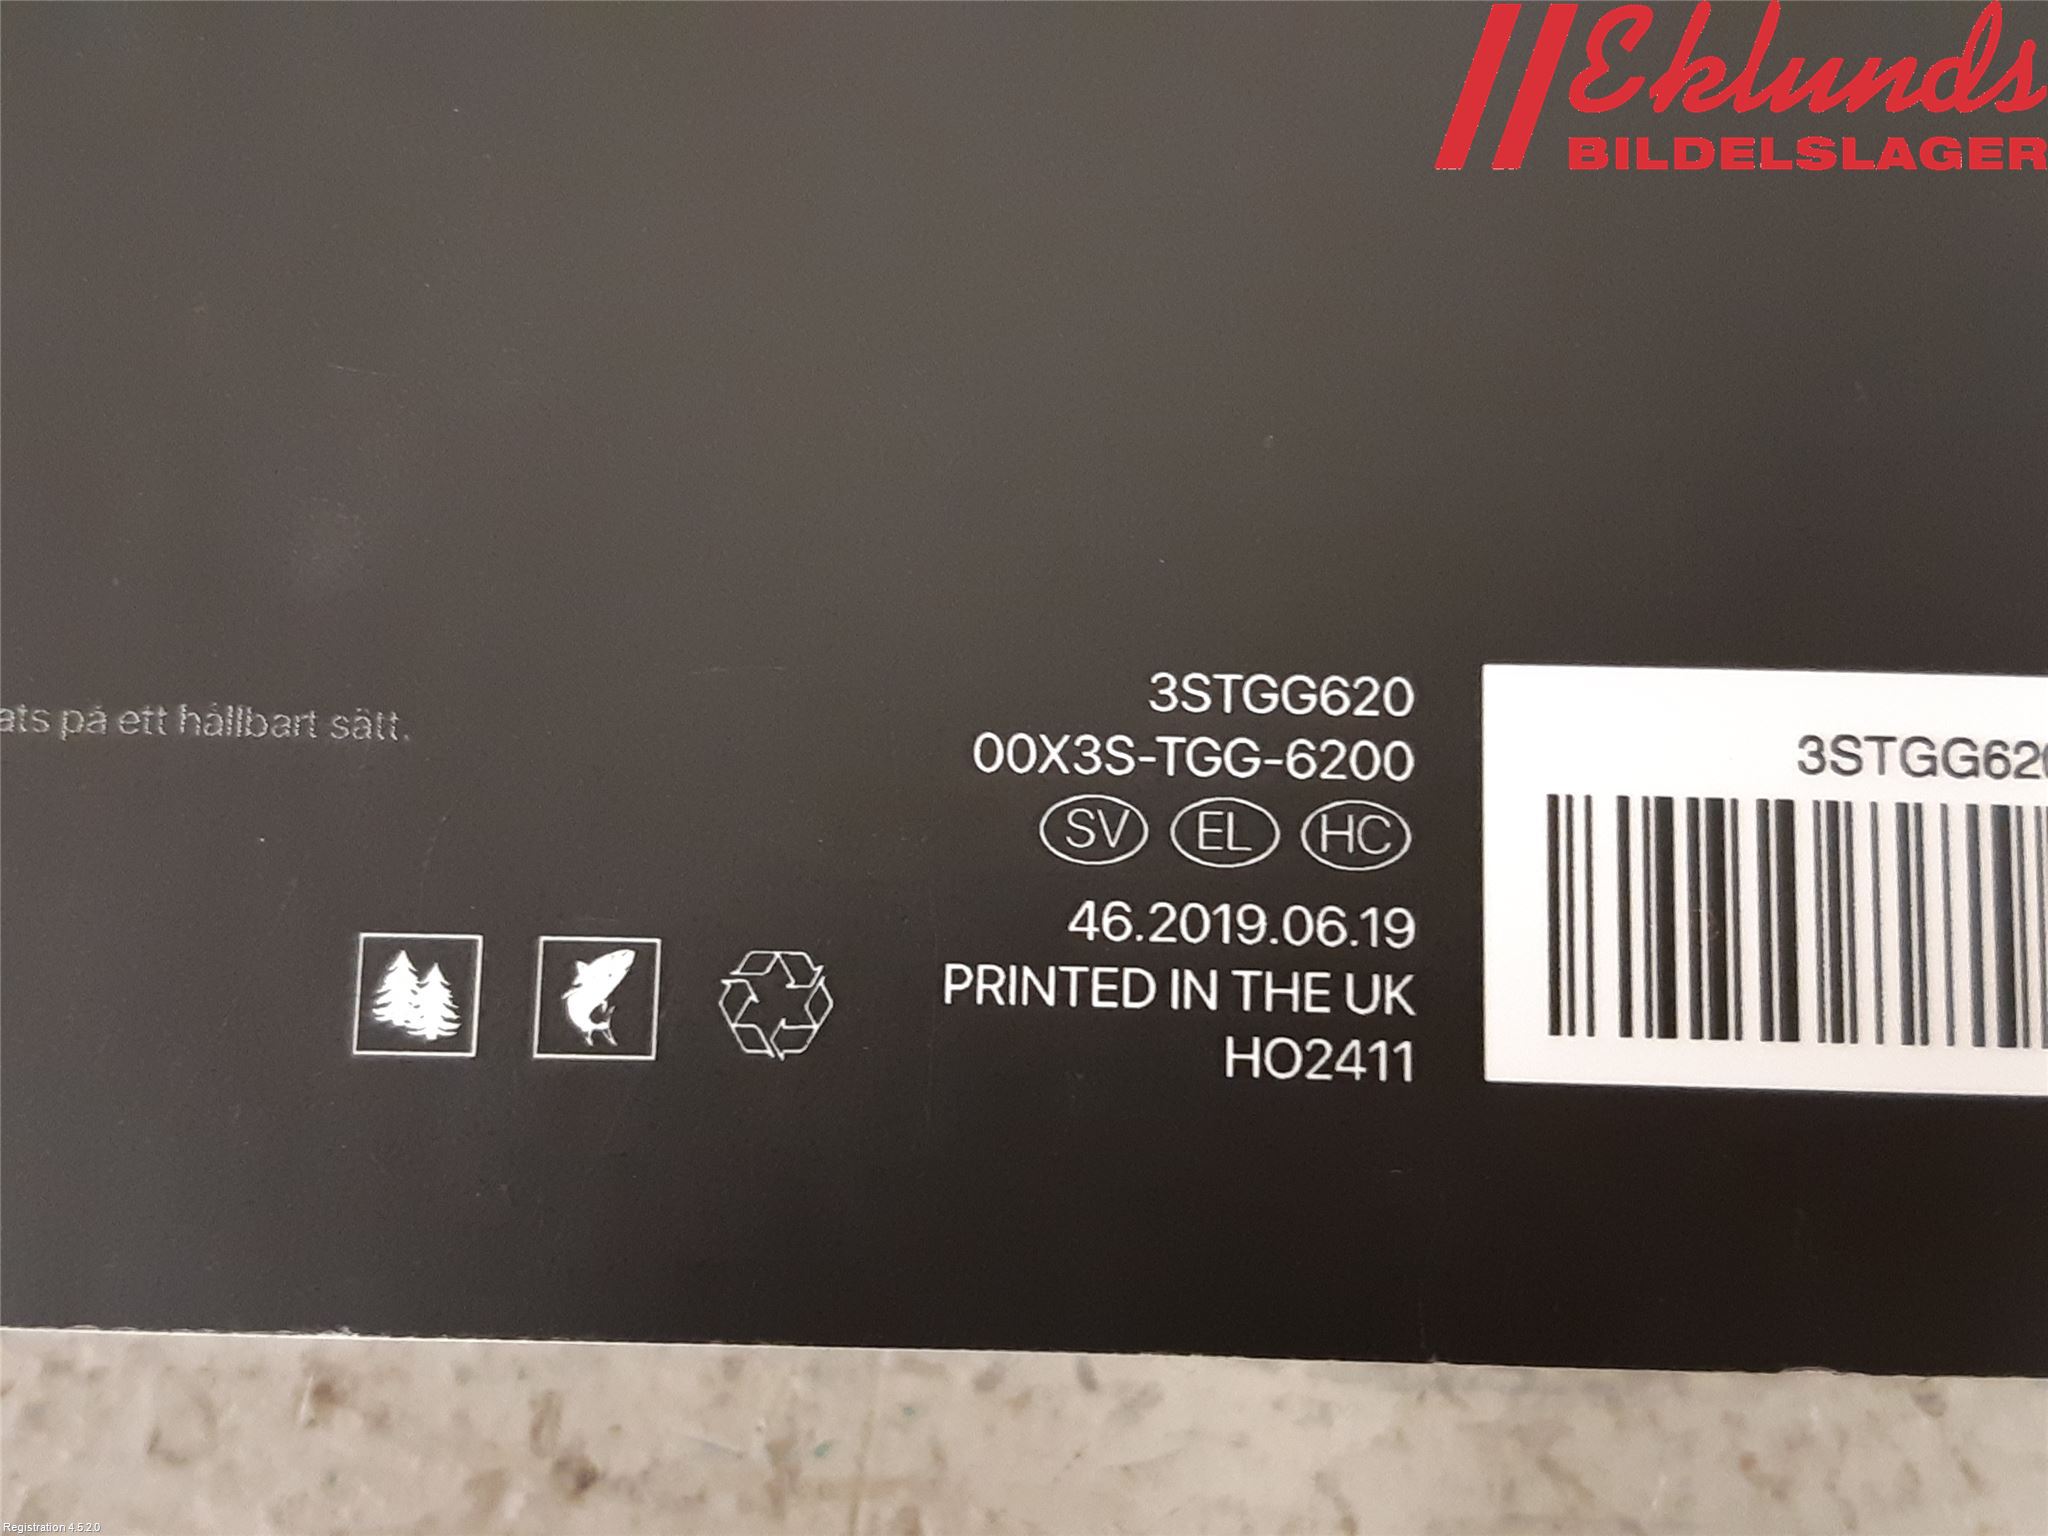 Eklunds
BILDELSLAGER
på ett hållbart sätt.
3STGG620
00X3S-TGG-6200
SV EL HC
46.2019.06.19
PRINTED IN THE UK
HO2411
3STGG620
Registration 4.5.2.0